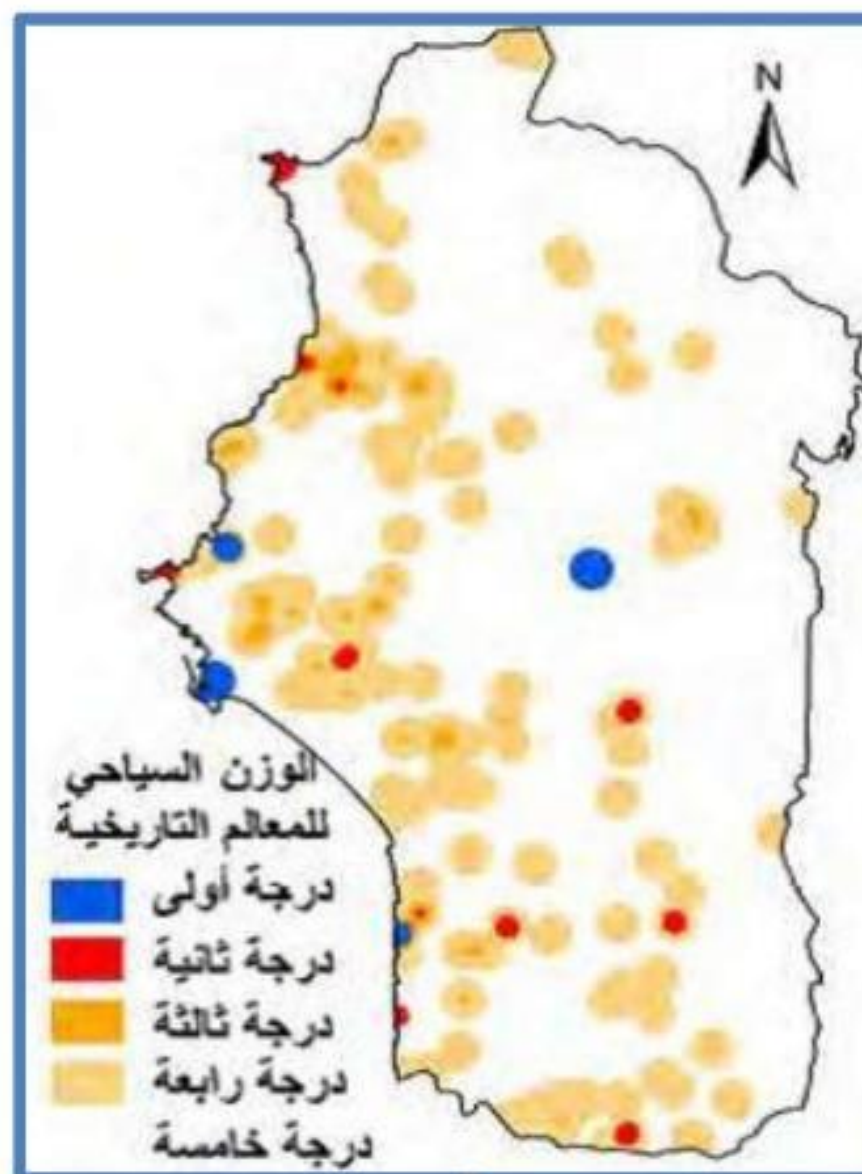 N
الوزن السياحي
للمعالم التاريخية
درجة أولى
درجة ثانية
درجة ثالثة
درجة رابعة
درجة خامسة